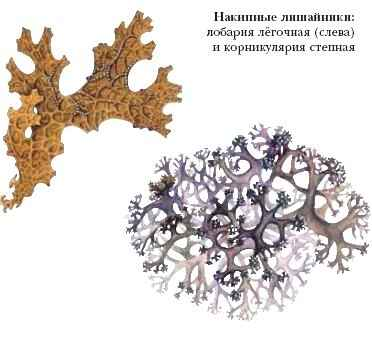 Накипные лишайники:
лобария лёгочная (слева)
и корникулярия степная